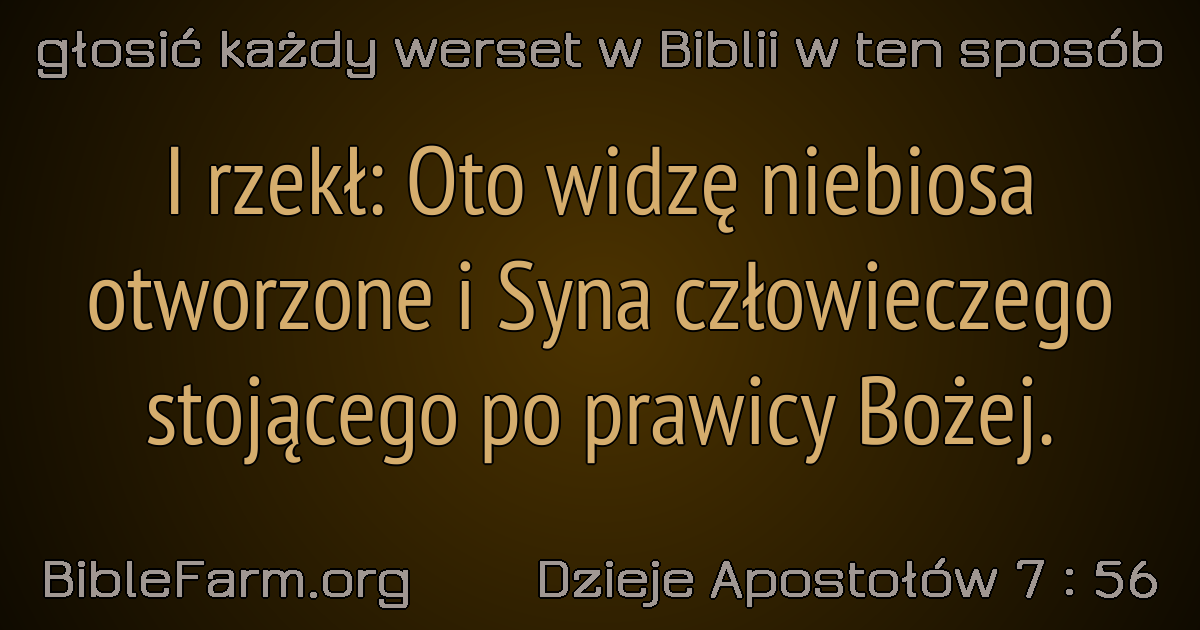 głosić każdy werset w Biblii w ten sposób
I rzekł: Oto widzę niebiosa
otworzone i Syna człowieczego
stojącego po prawicy Bożej.
BibleFarm.org
Dzieje Apostołów 7 : 56